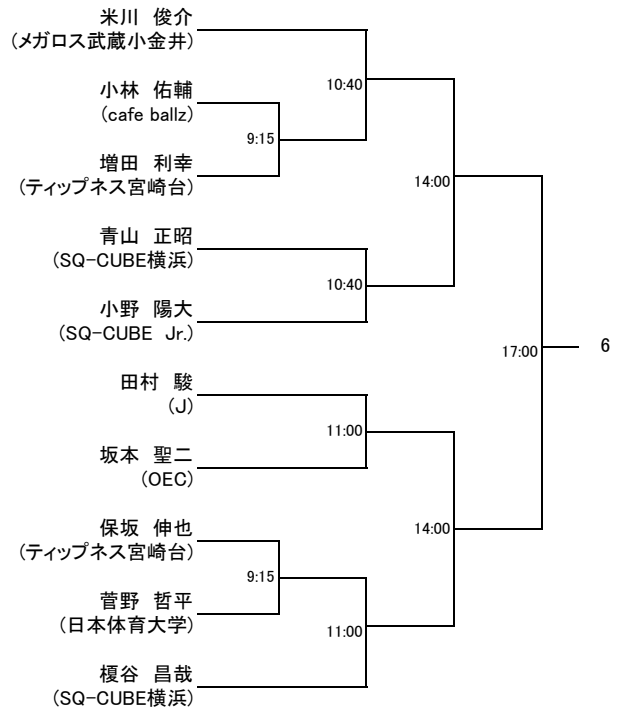 米川　俊介
(メガロス武蔵小金井)
10:40
小林　佑輔
(cafe ballz)
9:15
増田　利幸
(ティップネス宮崎台)
14:00
青山　正昭
(SQ-CUBE横浜)
10:40
小野　陽大
(SQ-CUBE Jr.)
17:00
6
田村　駿
(J)
11:00
坂本　聖二
(OEC)
保坂　伸也
(ティップネス宮崎台)
14:00
9:15
菅野　哲平
(日本体育大学)
11:00
榎谷　昌哉
(SQ-CUBE横浜)